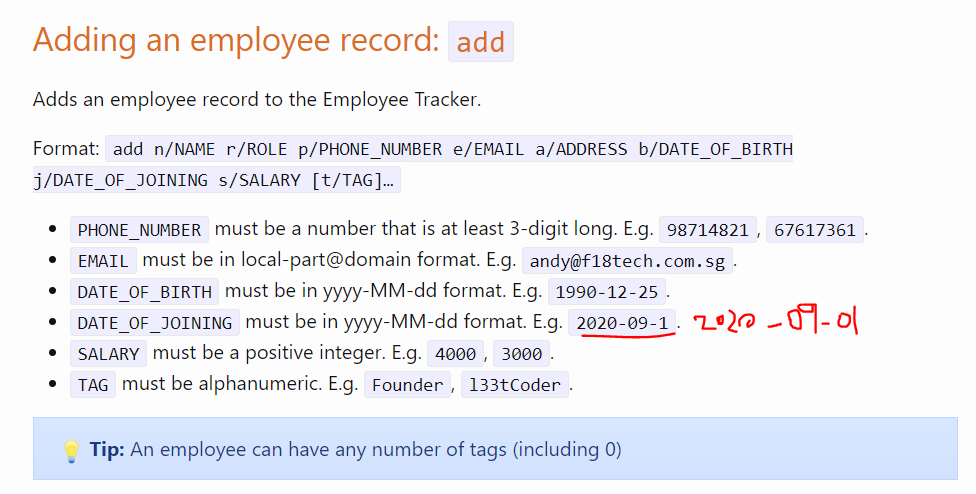 Adding an employee record: add
Adds an employee record to the Employee Tracker.
Format: add n/NAME r/ROLE p/PHONE_NUMBER e/EMAIL a/ADDRESS b/DATE_OF_BIRTH
j/DATE_OF_JOINING s/SALARY [t/TAG]…
• PHONE_NUMBER must be a number that is at least 3-digit long. E.g. 98714821, 67617361.
• EMAIL must be in local-part@domain format. E.g. andy@f18tech.com.sg.
• DATE_OF_BIRTH must be in yyyy-MM-dd format. E.g. 1990-12-25.
• DATE_OF_JOINING must be in yyyy-MM-dd format. E.g. 2020-09-1. 2020-09-01
• SALARY must be a positive integer. E.g. 4000, 3000.
• TAG must be alphanumeric. E.g. Founder, l33tCoder.
💡 Tip: An employee can have any number of tags (including 0)